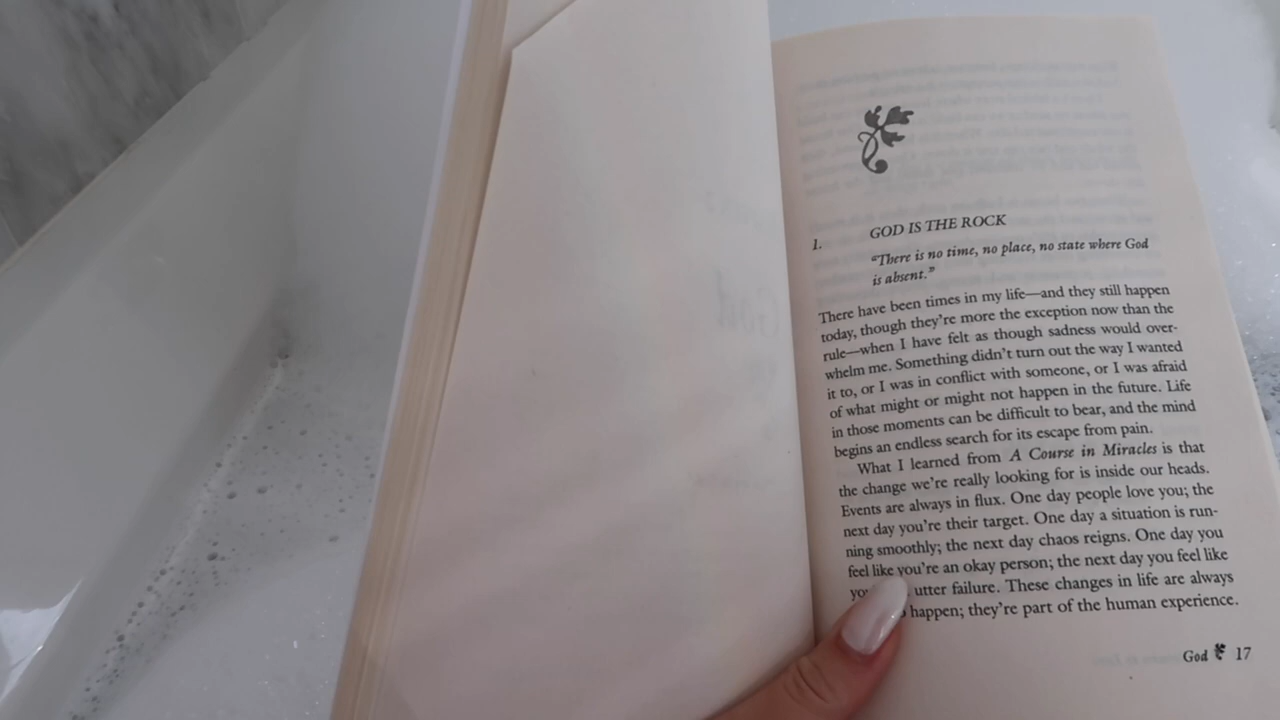 1. GOD IS THE ROCK
“There is no time, no place, no state where God
is absent.”
There have been times in my life—and they still happen
today, though they’re more the exception now than the
rule—when I have felt as though sadness would over-
whelm me. Something didn’t turn out the way I wanted
it to, or I was in conflict with someone, or I was afraid
of what might or might not happen in the future. Life
in those moments can be difficult to bear, and the mind
begins an endless search for its escape from pain.
What I learned from A Course in Miracles is that
the change we’re really looking for is inside our heads.
Events are always in flux. One day people love you; the
next day you’re their target. One day a situation is run-
ning smoothly; the next day chaos reigns. One day you
feel like you’re an okay person; the next day you feel like
utter failure. These changes in life are always
happen; they’re part of the human experience.
God 17